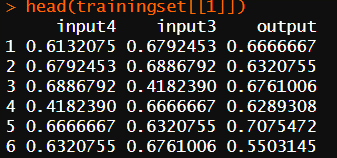 > head(trainingset[[1]])
input4 input3 output
1 0.6132075 0.6792453 0.6666667
2 0.6792453 0.6886792 0.6320755
3 0.6886792 0.4182390 0.6761006
4 0.4182390 0.6666667 0.6289308
5 0.6666667 0.6320755 0.7075472
6 0.6320755 0.6761006 0.5503145